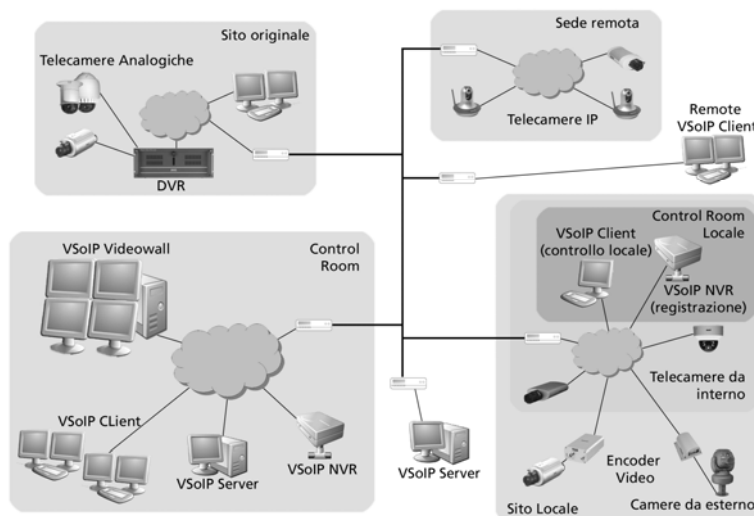 Sito originale
Telecamere Analogiche
DVR
Sede remota
Telecamere IP
Remote
VSoIP Client
VSoIP Videowall
Control
Room
VSoIP CLient
VSoIP Server
VSoIP NVR
VSoIP Server
Control Room
Locale
VSoIP Client
(controllo locale)
VSoIP NVR
(registrazione)
Telecamere da
interno
Encoder
Video
Sito Locale
Camere da esterno